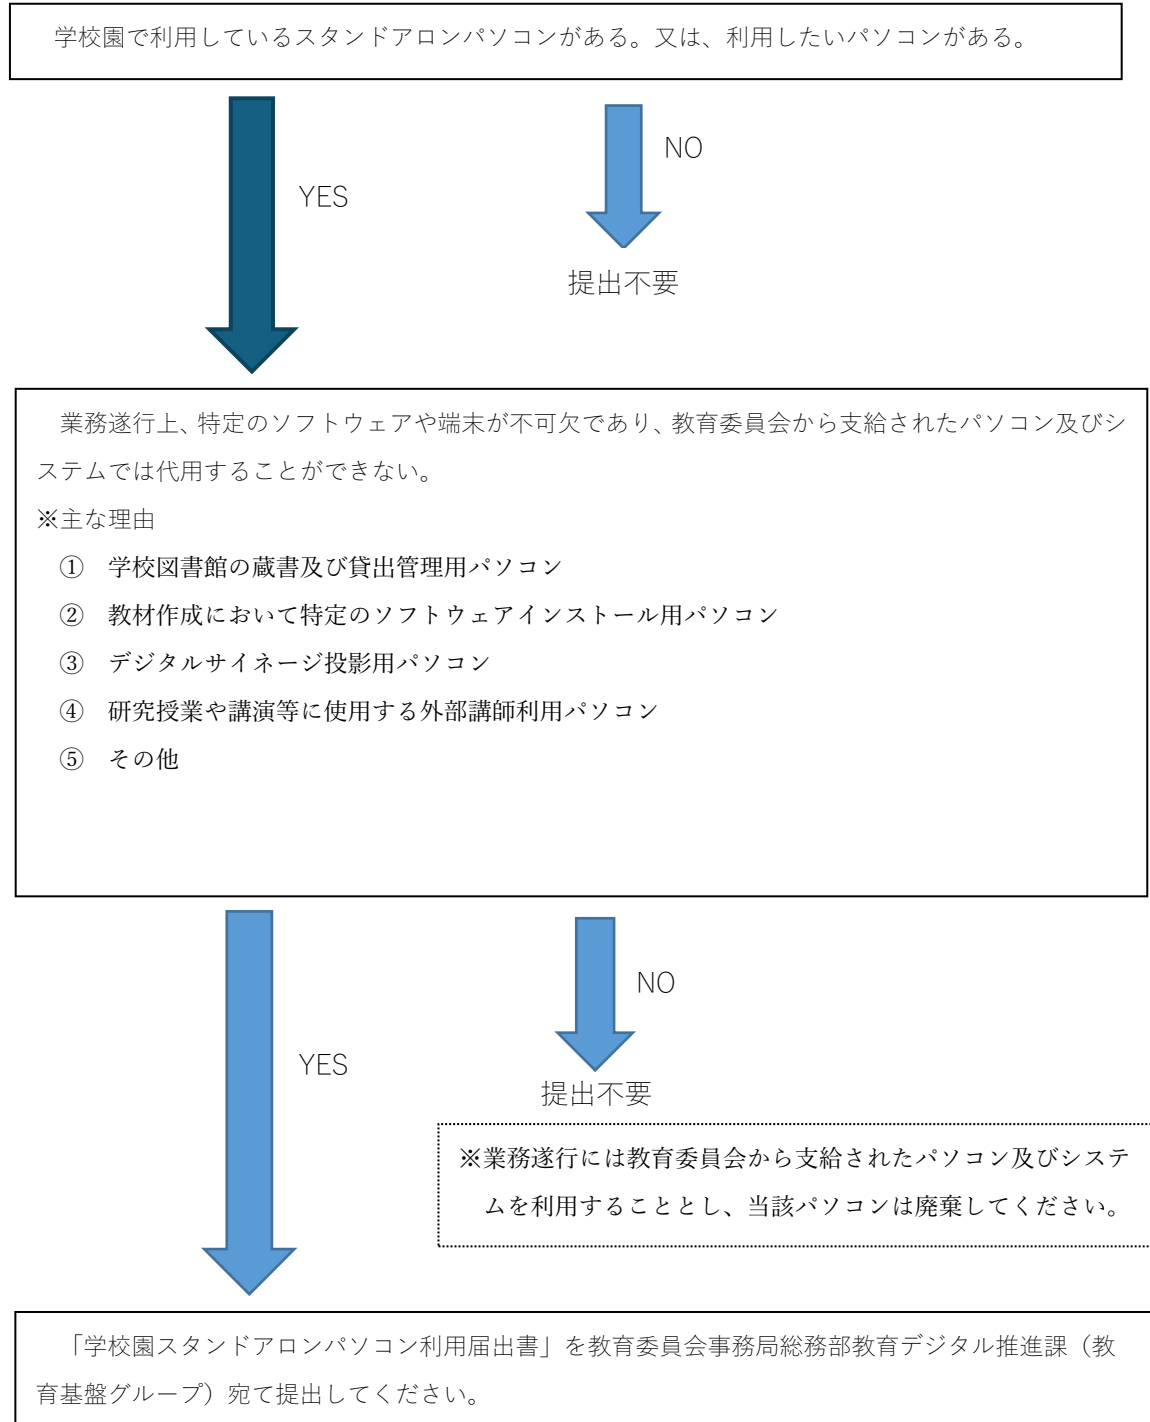 学校園で利用しているスタンドアロンパソコンがある。又は、利用したいパソコンがある。
NO
YES
提出不要
業務遂行上、特定のソフトウェアや端末が不可欠であり、教育委員会から支給されたパソコン及びシ
ステムでは代用することができない。
※主な理由
① 学校図書館の蔵書及び貸出管理用パソコン
② 教材作成において特定のソフトウェアインストール用パソコン
③ デジタルサイネージ投影用パソコン
④ 研究授業や講演等に使用する外部講師利用パソコン
⑤ その他
NO
YES
提出不要
※業務遂行には教育委員会から支給されたパソコン及びシステ
ムを利用することとし、当該パソコンは廃棄してください。
「学校園スタンドアロンパソコン利用届出書」を教育委員会事務局総務部教育デジタル推進課（教
育基盤グループ）宛て提出してください。